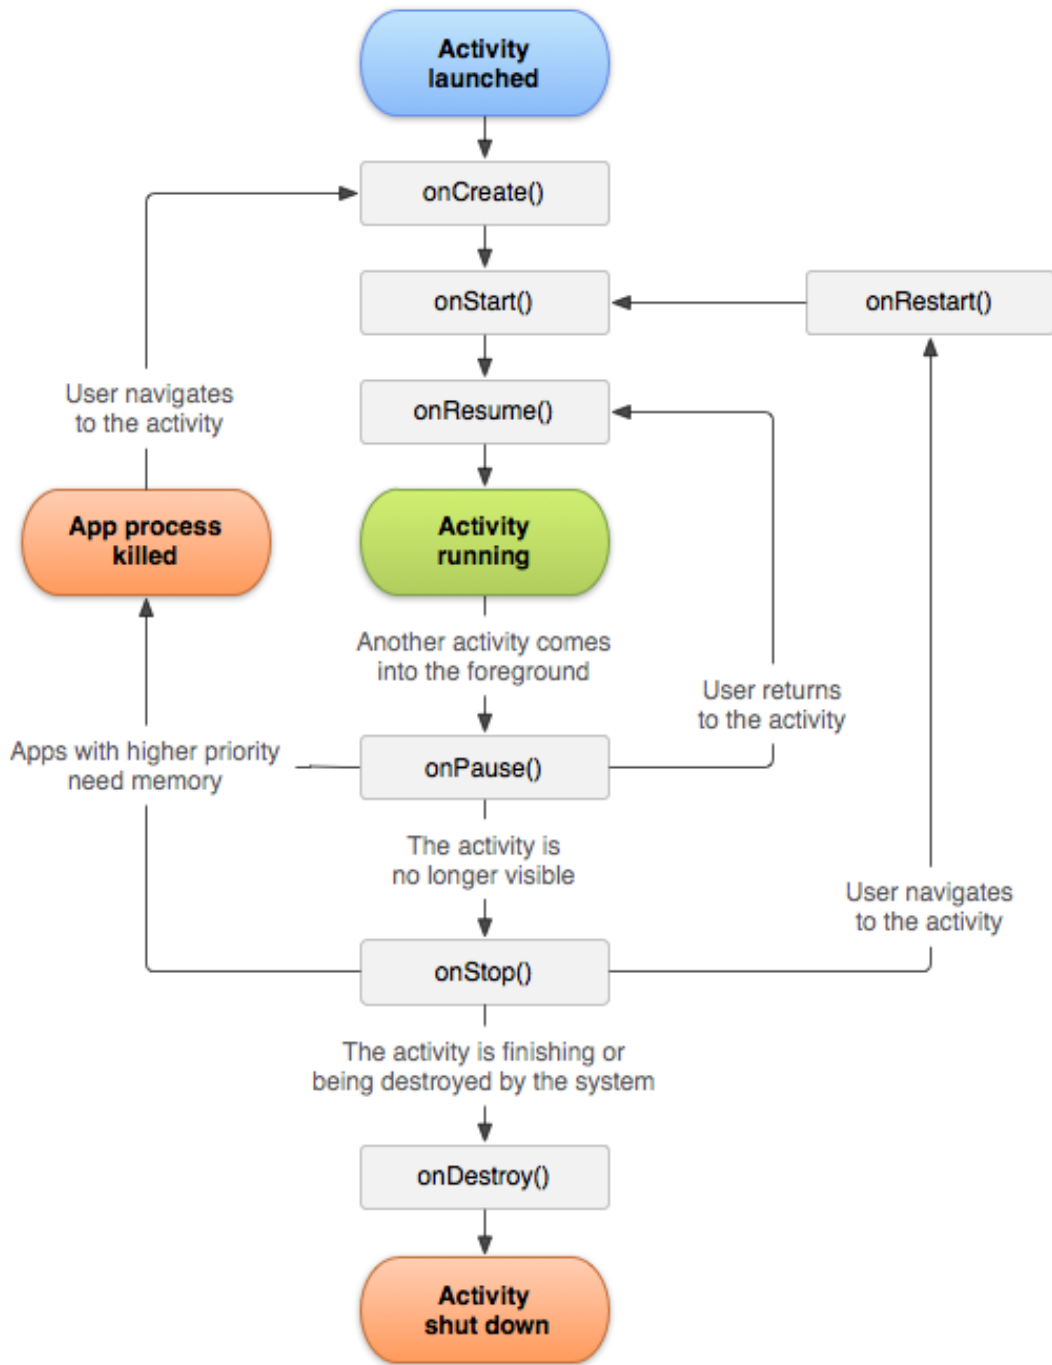 Activity
launched
onCreate()
onStart()
onRestart()
User navigates
to the activity
onResume()
App process
killed
Activity
running
Another activity comes
into the foreground
User returns
to the activity
Apps with higher priority
need memory
onPause()
The activity is
no longer visible
User navigates
to the activity
onStop()
The activity is finishing or
being destroyed by the system
onDestroy()
Activity
shut down